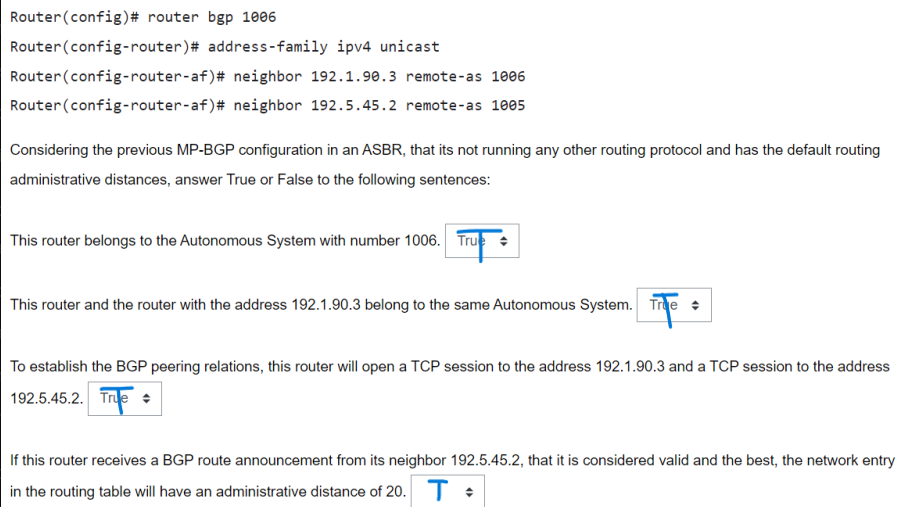 Router(config)# router bgp 1006
Router(config-router)# address-family ipv4 unicast
Router(config-router-af)# neighbor 192.1.90.3 remote-as 1006
Router(config-router-af)# neighbor 192.5.45.2 remote-as 1005
Considering the previous MP-BGP configuration in an ASBR, that its not running any other routing protocol and has the default routing
administrative distances, answer True or False to the following sentences:
This router belongs to the Autonomous System with number 1006. True T
This router and the router with the address 192.1.90.3 belong to the same Autonomous System. True T
To establish the BGP peering relations, this router will open a TCP session to the address 192.1.90.3 and a TCP session to the address
192.5.45.2. True T
If this router receives a BGP route announcement from its neighbor 192.5.45.2, that it is considered valid and the best, the network entry
in the routing table will have an administrative distance of 20. T